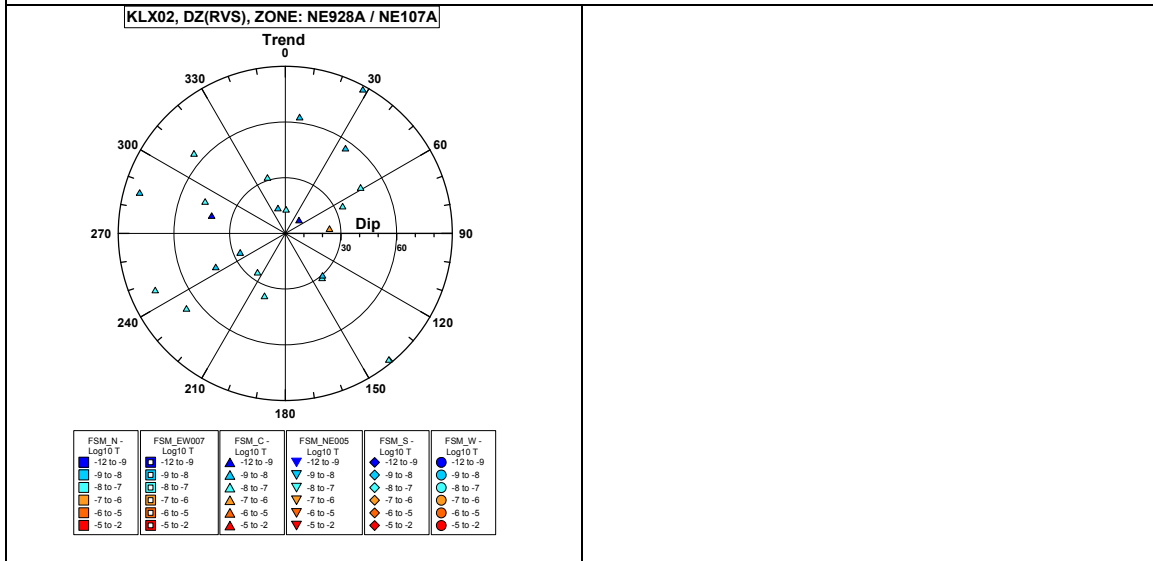 KLX02, DZ(RVS), ZONE: NE928A / NE107A
Trend
0
330
30
300
60
Dip
270
30
60
90
240
120
210
150
180
FSM_N -
Log10 T
-12 to -9
-9 to -8
-8 to -7
-7 to -6
-6 to -5
-5 to -2
FSM_EW007
Log10 T
-12 to -9
-9 to -8
-8 to -7
-7 to -6
-6 to -5
-5 to -2
FSM_C -
Log10 T
-12 to -9
-9 to -8
-8 to -7
-7 to -6
-6 to -5
-5 to -2
FSM_NE005
Log10 T
-12 to -9
-9 to -8
-8 to -7
-7 to -6
-6 to -5
-5 to -2
FSM_S -
Log10 T
-12 to -9
-9 to -8
-8 to -7
-7 to -6
-6 to -5
-5 to -2
FSM_W -
Log10 T
-12 to -9
-9 to -8
-8 to -7
-7 to -6
-6 to -5
-5 to -2